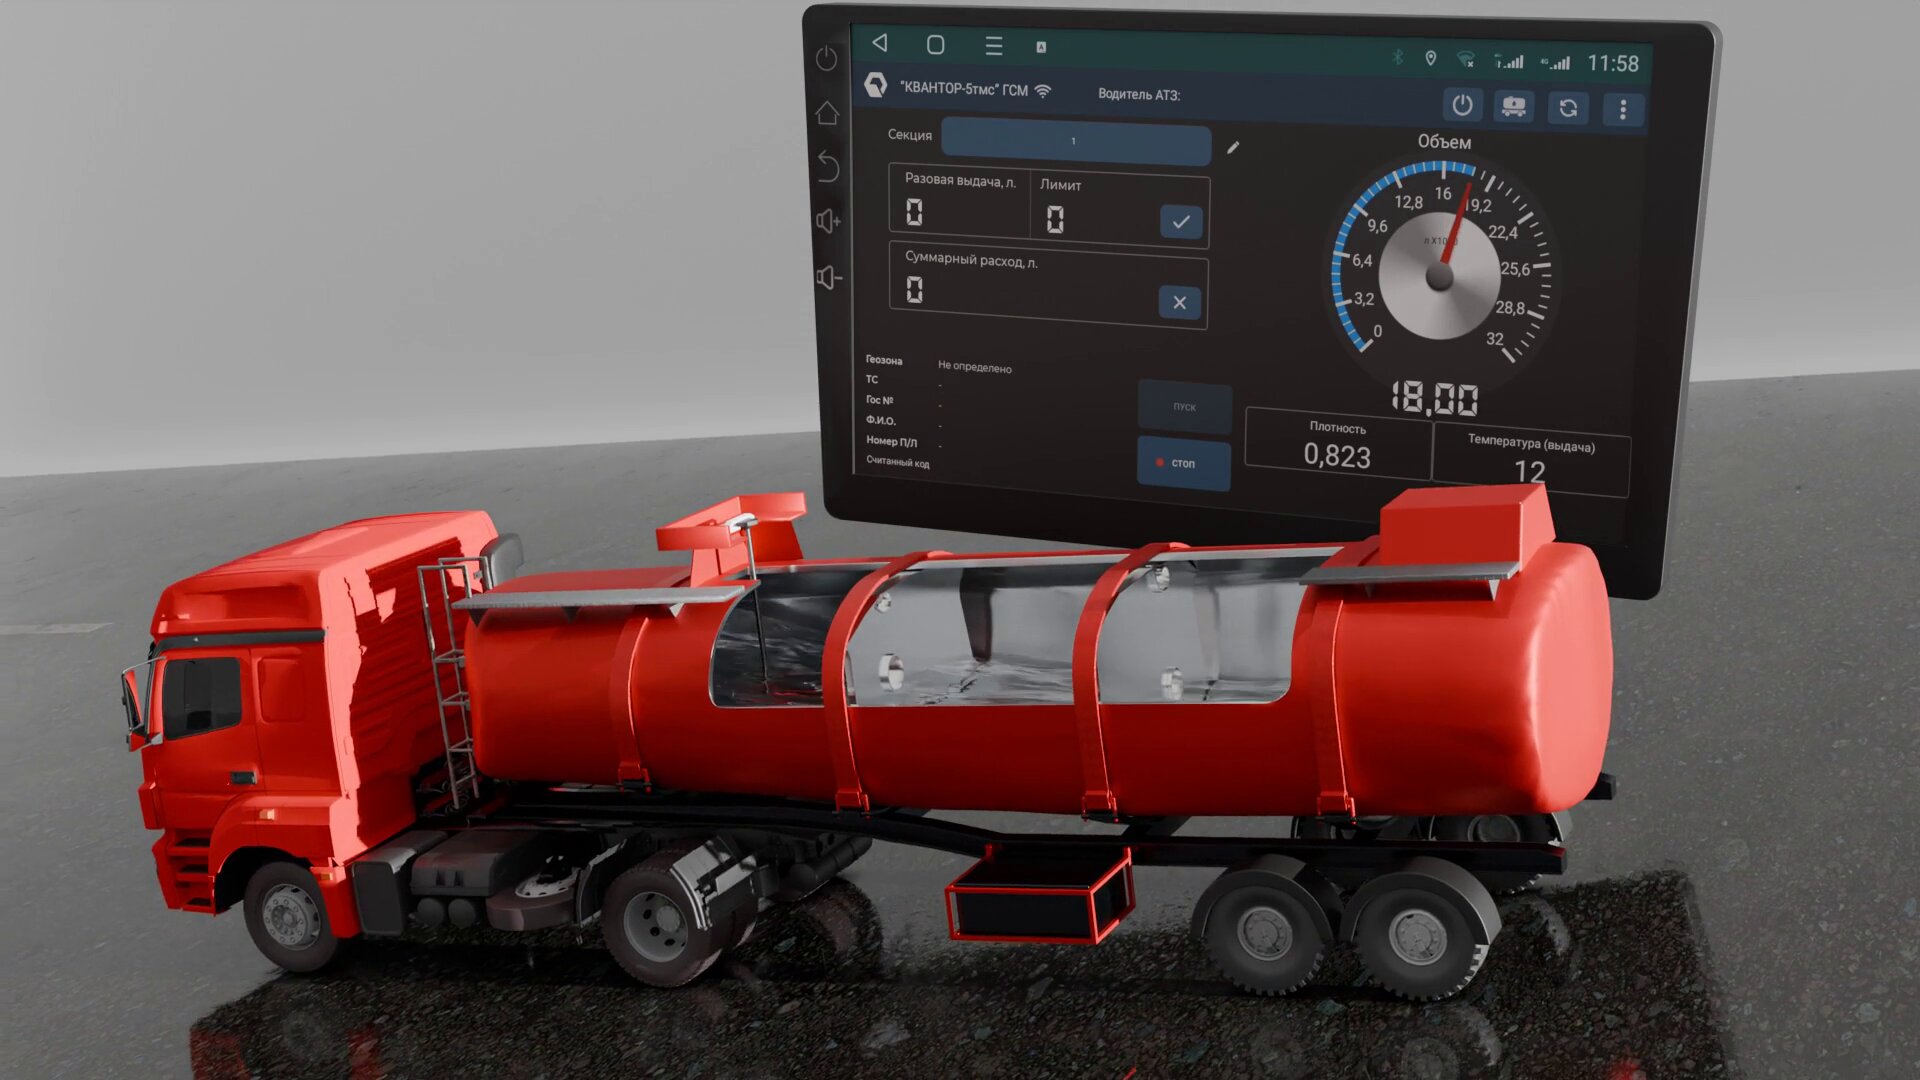 11:58
"КВАНТОР-5тмс" ГСМ
Водитель АТЗ:
Секция
1
Разовая выдача, л.
Лимит
0
0
Суммарный расход, л.
0
Геозона Не определено
ТС -
Гос № -
Ф.И.О. -
Номер П/Л -
Считанный код
ПУСК
СТОП
Объем
0
3,2
6,4
9,6
12,8
16
19,2
22,4
25,6
28,8
32
18,00
Плотность
0,823
Температура (выдача)
12